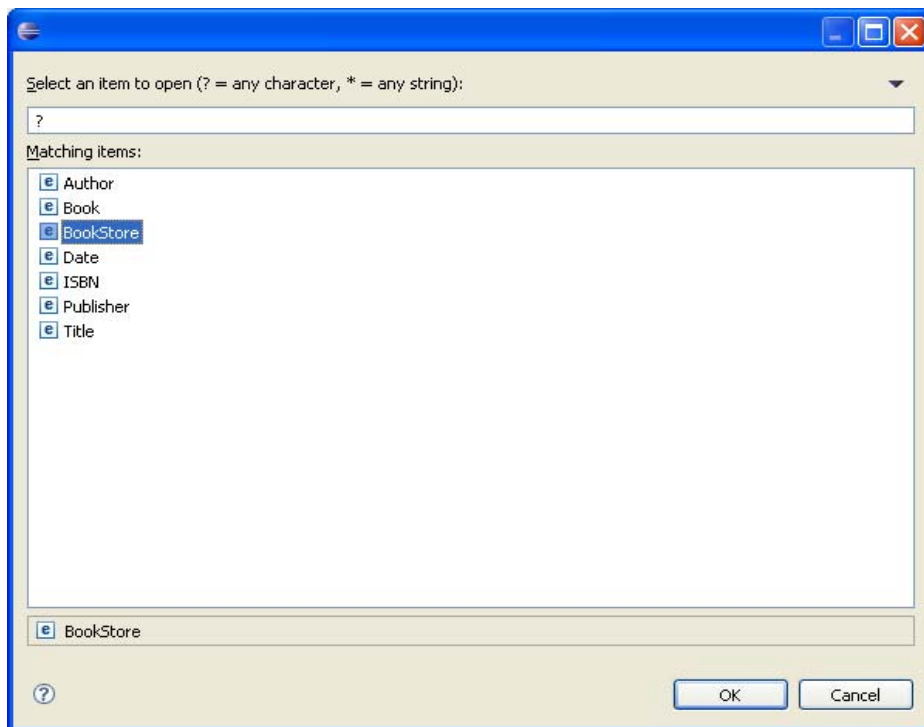 Select an item to open (? = any character, * = any string):
?
Matching items:
e Author
e Book
e BookStore
e Date
e ISBN
e Publisher
e Title
e BookStore
? OK Cancel